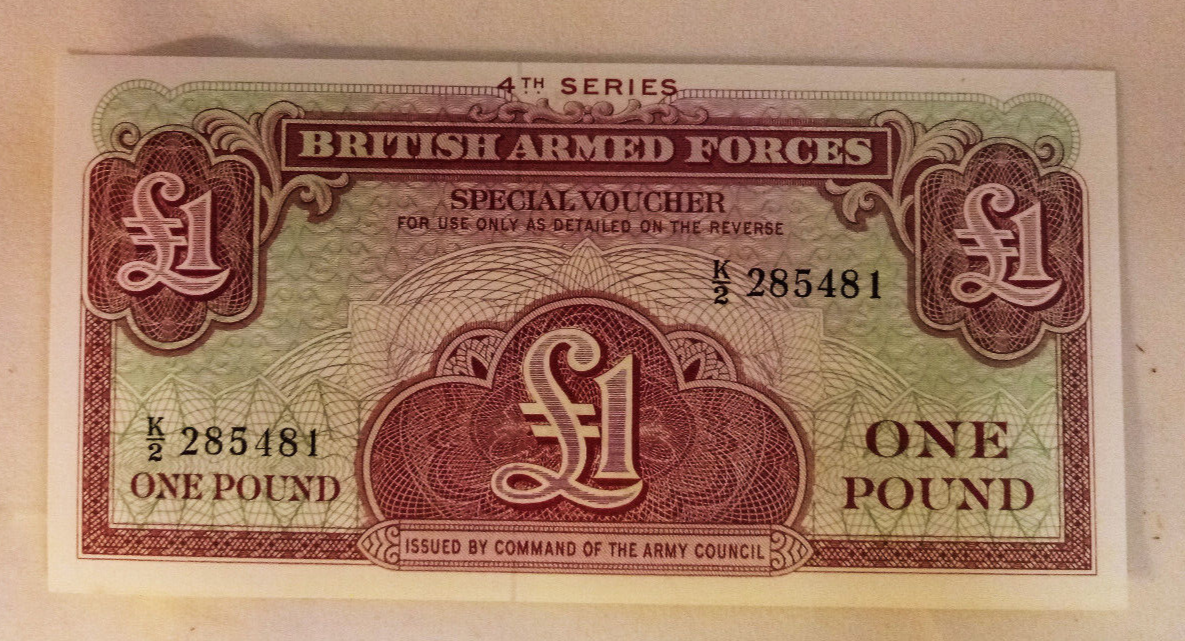 4TH SERIES
BRITISH ARMED FORCES
£1
£1
SPECIAL VOUCHER
FOR USE ONLY AS DETAILED ON THE REVERSE
K/2 285481
£1
K/2 285481
ONE POUND
ONE
POUND
ISSUED BY COMMAND OF THE ARMY COUNCIL